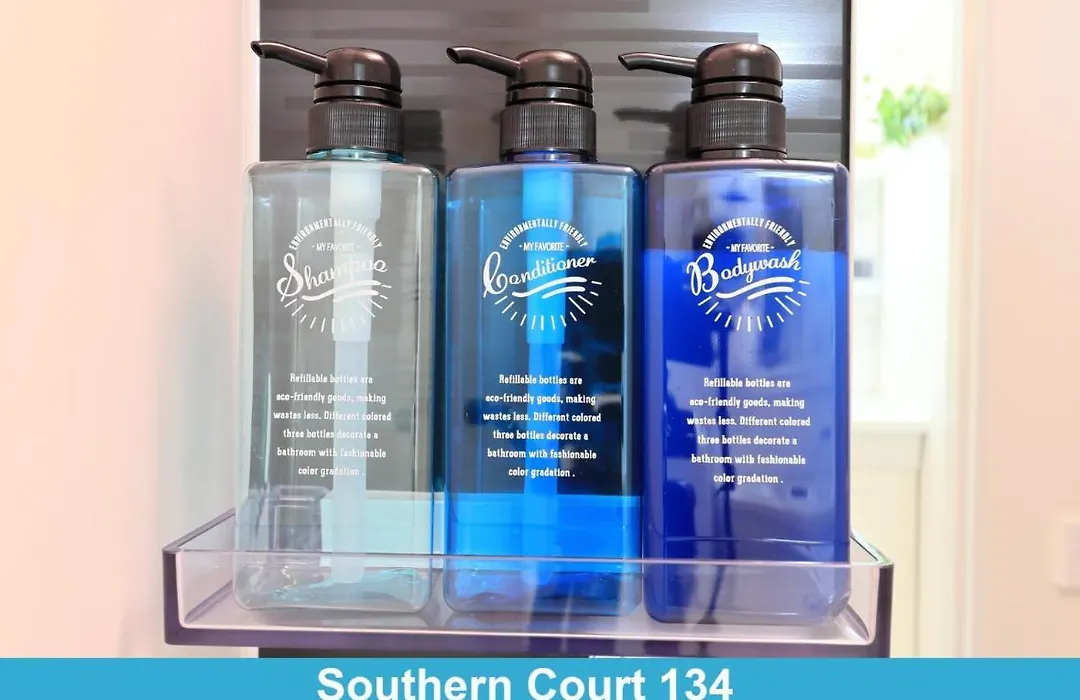 ENVIRONMENTALLY FRIENDLY
- MY FAVORITE -
Shampoo
Refillable bottles are
eco-friendly goods, making
wastes less. Different colored
three bottles decorate a
bathroom with fashionable
color gradation .
ENVIRONMENTALLY FRIENDLY
- MY FAVORITE -
Conditioner
Refillable bottles are
eco-friendly goods, making
wastes less. Different colored
three bottles decorate a
bathroom with fashionable
color gradation .
ENVIRONMENTALLY FRIENDLY
- MY FAVORITE -
Bodywash
Refillable bottles are
eco-friendly goods, making
wastes less. Different colored
three bottles decorate a
bathroom with fashionable
color gradation .
Southern Court 134